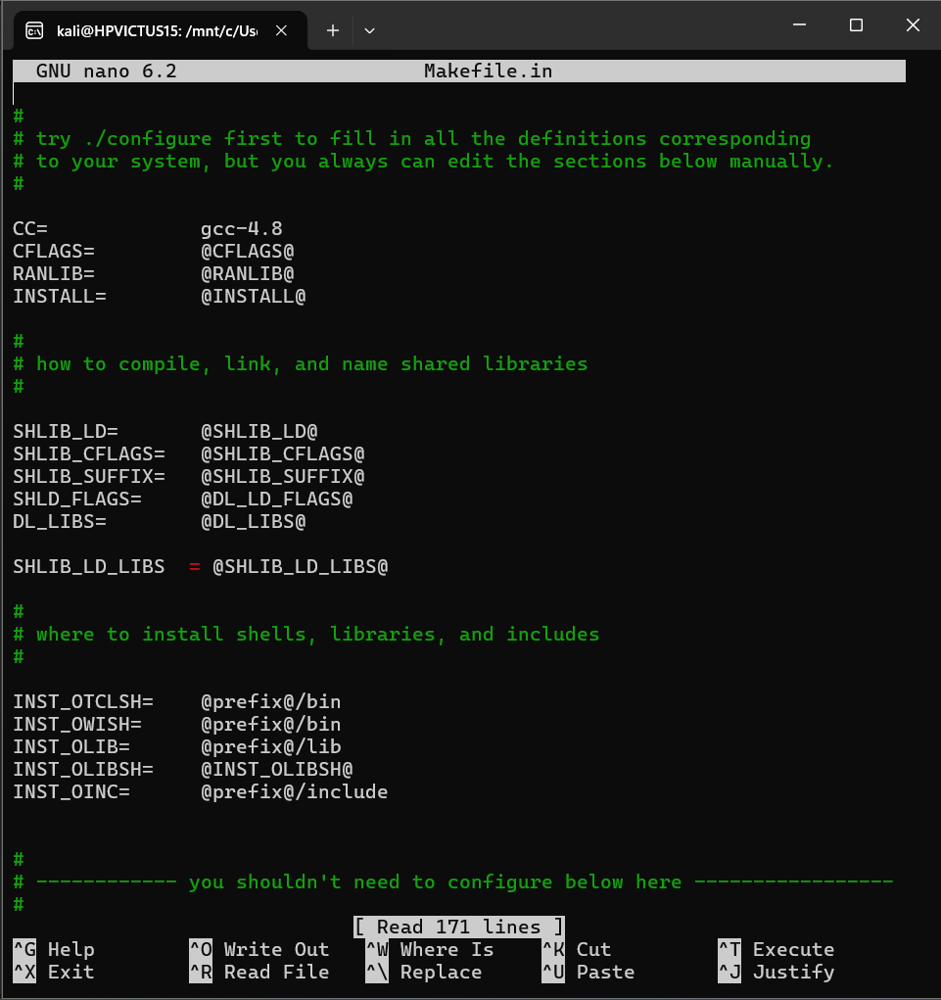 kali@HPVICTUS15: /mnt/c/Us
GNU nano 6.2 Makefile.in
#
# try ./configure first to fill in all the definitions corresponding
# to your system, but you always can edit the sections below manually.
#
CC= gcc-4.8
CFLAGS= @CFLAGS@
RANLIB= @RANLIB@
INSTALL= @INSTALL@
#
# how to compile, link, and name shared libraries
#
SHLIB_LD= @SHLIB_LD@
SHLIB_CFLAGS= @SHLIB_CFLAGS@
SHLIB_SUFFIX= @SHLIB_SUFFIX@
SHLD_FLAGS= @DL_LD_FLAGS@
DL_LIBS= @DL_LIBS@
SHLIB_LD_LIBS = @SHLIB_LD_LIBS@
#
# where to install shells, libraries, and includes
#
INST_OTCLSH= @prefix@/bin
INST_OWISH= @prefix@/bin
INST_OLIB= @prefix@/lib
INST_OLIBSH= @INST_OLIBSH@
INST_OINC= @prefix@/include
#
# ------------ you shouldn't need to configure below here -----------------
#
[ Read 171 lines ]
^G Help ^O Write Out ^W Where Is ^K Cut ^T Execute
^X Exit ^R Read File ^\ Replace ^U Paste ^J Justify